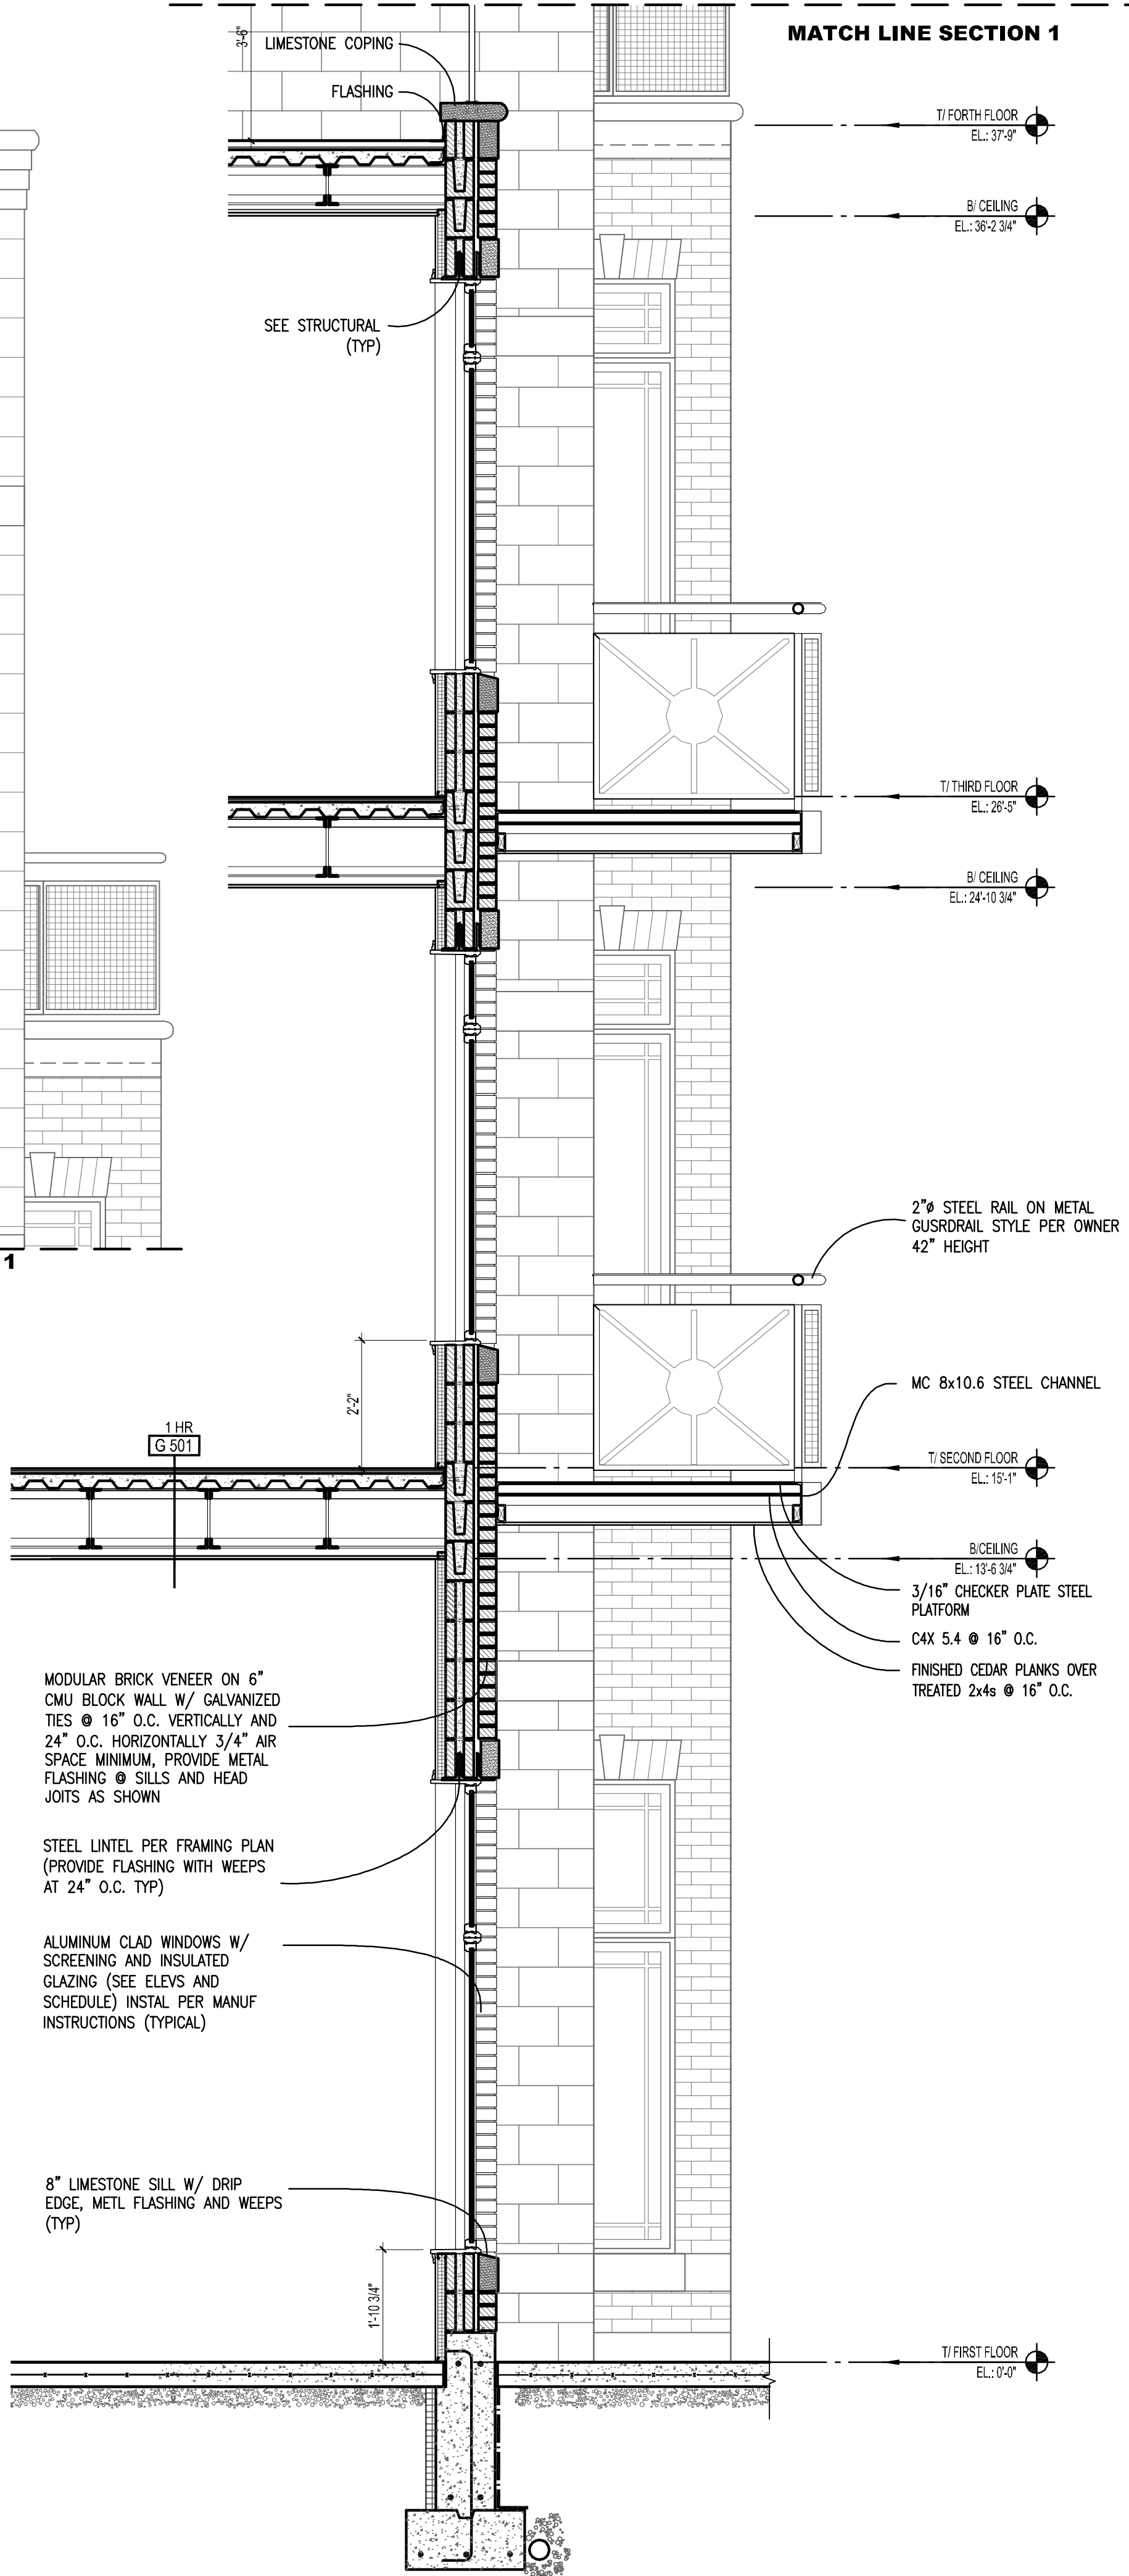 MATCH LINE SECTION 1
3'-6"
LIMESTONE COPING
FLASHING
T/ FORTH FLOOR
EL.: 37'-9"
B/ CEILING
EL.: 36'-2 3/4"
SEE STRUCTURAL
(TYP)
T/ THIRD FLOOR
EL.: 26'-5"
B/ CEILING
EL.: 24'-10 3/4"
2"ø STEEL RAIL ON METAL
GUSRDRAIL STYLE PER OWNER
42" HEIGHT
1
2'-2"
MC 8x10.6 STEEL CHANNEL
1 HR
G 501
T/ SECOND FLOOR
EL.: 15'-1"
B/CEILING
EL.: 13'-6 3/4"
3/16" CHECKER PLATE STEEL
PLATFORM
C4X 5.4 @ 16" O.C.
FINISHED CEDAR PLANKS OVER
TREATED 2x4s @ 16" O.C.
MODULAR BRICK VENEER ON 6"
CMU BLOCK WALL W/ GALVANIZED
TIES @ 16" O.C. VERTICALLY AND
24" O.C. HORIZONTALLY 3/4" AIR
SPACE MINIMUM, PROVIDE METAL
FLASHING @ SILLS AND HEAD
JOITS AS SHOWN
STEEL LINTEL PER FRAMING PLAN
(PROVIDE FLASHING WITH WEEPS
AT 24" O.C. TYP)
ALUMINUM CLAD WINDOWS W/
SCREENING AND INSULATED
GLAZING (SEE ELEVS AND
SCHEDULE) INSTAL PER MANUF
INSTRUCTIONS (TYPICAL)
8" LIMESTONE SILL W/ DRIP
EDGE, METL FLASHING AND WEEPS
(TYP)
1'-10 3/4"
T/ FIRST FLOOR
EL.: 0'-0"